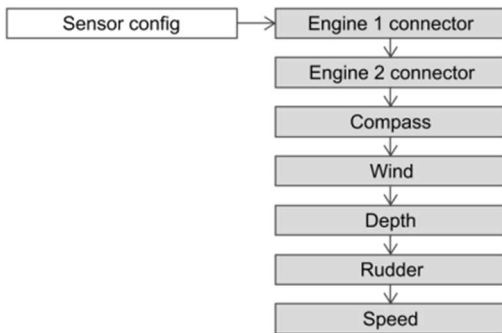 Sensor config
Engine 1 connector
Engine 2 connector
Compass
Wind
Depth
Rudder
Speed